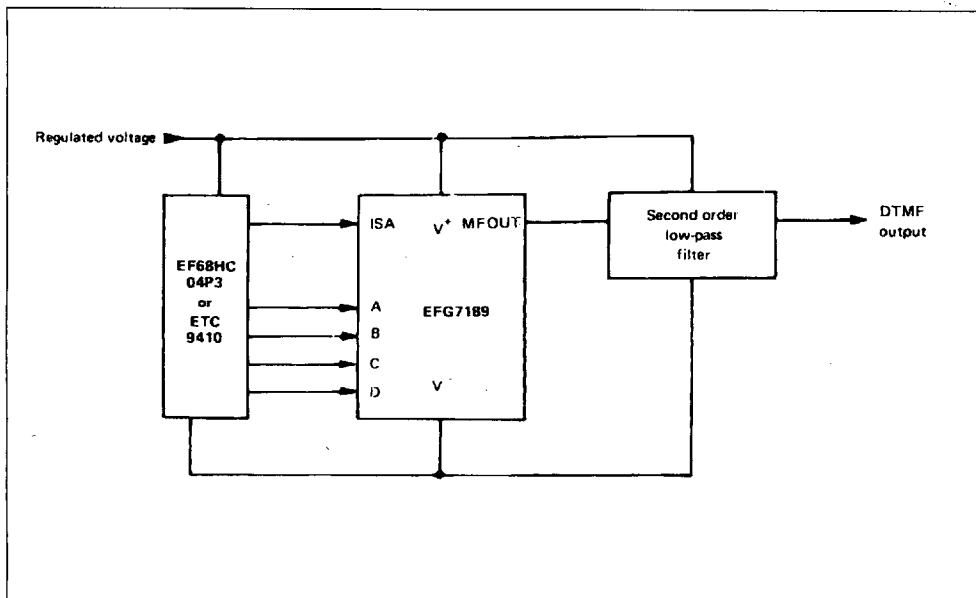 Regulated voltage
EF68HC
04P3
or
ETC
9410
ISA
V+ MFOUT
A
B
C
D
EFG7189
V
Second order
low-pass
filter
DTMF
output